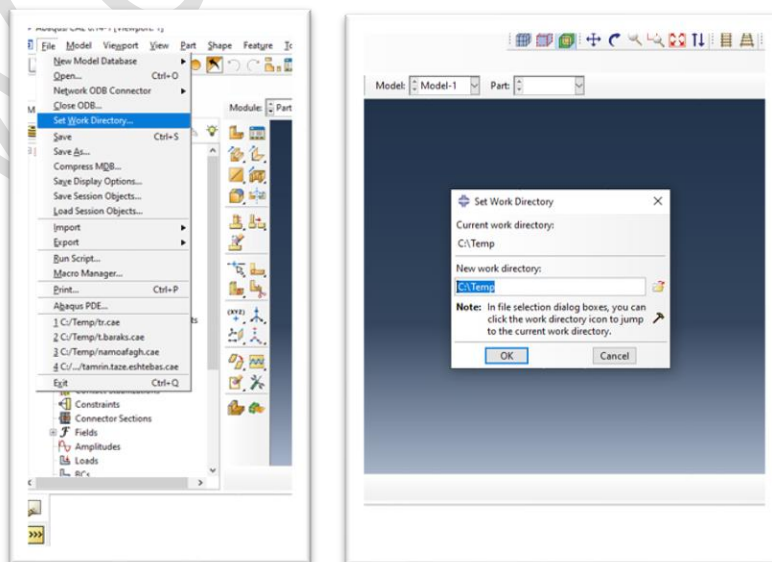 File Model Viewport View Part Shape Feature
New Model Database
Open... Ctrl+O
Network ODB Connector
Close ODB...
Set Work Directory...
Save Ctrl+S
Save As...
Compress MDB...
Save Display Options...
Save Session Objects...
Load Session Objects...
Import
Export
Run Script...
Macro Manager...
Print... Ctrl+P
Abaqus PDE...
1 C:/Temp/tr.cae
2 C:/Temp/t.baraks.cae
3 C:/Temp/namoafagh.cae
4 C:/.../tamrin.taze.eshtebas.cae
Exit Ctrl+Q
Constraints
Connector Sections
Fields
Amplitudes
Loads
BCs
Module: Part
(XYZ)
>>>
Model: Model-1 Part:
Set Work Directory
Current work directory:
C:\Temp
New work directory:
C:\Temp
Note: In file selection dialog boxes, you can
click the work directory icon to jump
to the current work directory.
OK Cancel